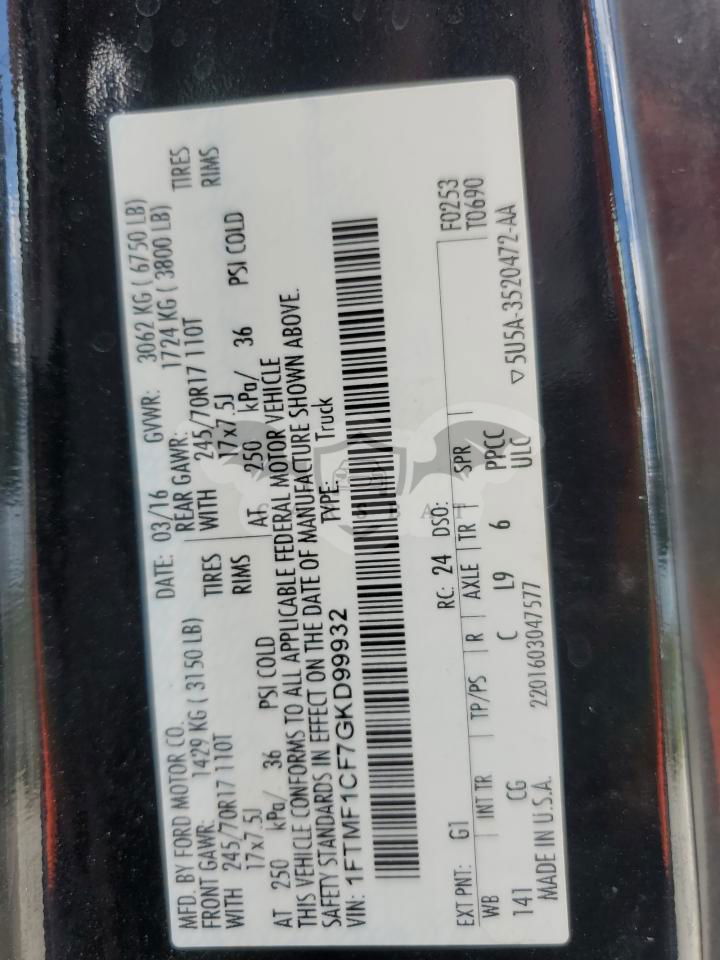 MFD. BY FORD MOTOR CO. DATE: 03/16 GVWR: 3062 KG ( 6750 LB)
FRONT GAWR: 1429 KG ( 3150 LB) REAR GAWR: 1724 KG ( 3800 LB)
WITH 245/70R17 110T TIRES WITH 245/70R17 110T TIRES
17x7.5J RIMS 17x7.5J RIMS
AT 250 kPa/ 36 PSI COLD AT 250 kPa/ 36 PSI COLD
THIS VEHICLE CONFORMS TO ALL APPLICABLE FEDERAL MOTOR VEHICLE
SAFETY STANDARDS IN EFFECT ON THE DATE OF MANUFACTURE SHOWN ABOVE.
VIN: 1FTMF1CF7GKD99932 TYPE: Truck
F0253
EXT PNT: G1 RC: 24 DSO: T0690
WB INT TR TP/PS R AXLE TR SPR
141 CG C L9 6 PPCC
MADE IN U.S.A. 2201603047577 ULC ▽5U5A-3520472-AA